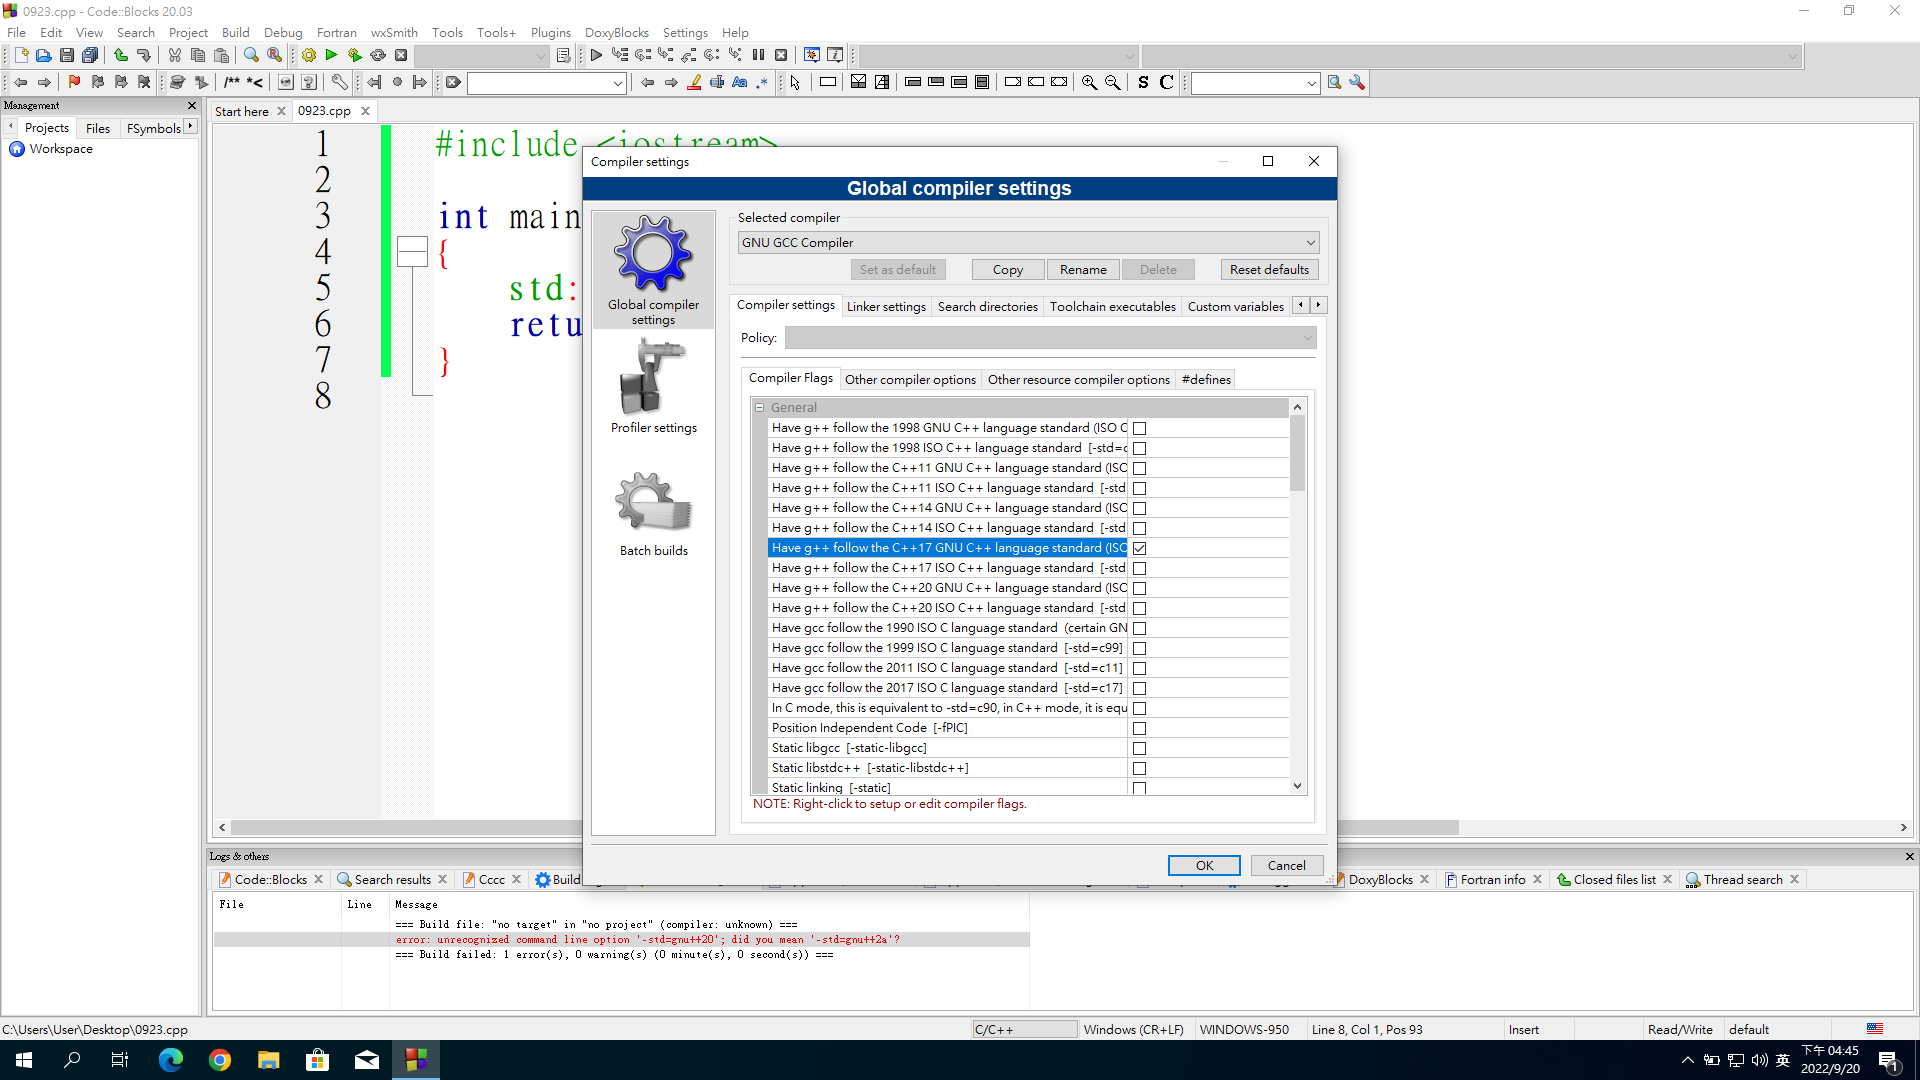 0923.cpp - Code::Blocks 20.03
File Edit View Search Project Build Debug Fortran wxSmith Tools Tools+ Plugins DoxyBlocks Settings Help
/** *< Aa .* S C
Management
Projects Files FSymbols
Workspace
Start here 0923.cpp
1 #include <iostream>
2
3 int main
4 {
5 std:
6 retu
7 }
8
Compiler settings
Global compiler settings
Global compiler settings
Profiler settings
Batch builds
Selected compiler
GNU GCC Compiler
Set as default Copy Rename Delete Reset defaults
Compiler settings Linker settings Search directories Toolchain executables Custom variables
Policy:
Compiler Flags Other compiler options Other resource compiler options #defines
General
Have g++ follow the 1998 GNU C++ language standard (ISO C
Have g++ follow the 1998 ISO C++ language standard [-std=c
Have g++ follow the C++11 GNU C++ language standard (ISO
Have g++ follow the C++11 ISO C++ language standard [-std
Have g++ follow the C++14 GNU C++ language standard (ISO
Have g++ follow the C++14 ISO C++ language standard [-std
Have g++ follow the C++17 GNU C++ language standard (ISO
Have g++ follow the C++17 ISO C++ language standard [-std
Have g++ follow the C++20 GNU C++ language standard (ISO
Have g++ follow the C++20 ISO C++ language standard [-std
Have gcc follow the 1990 ISO C language standard (certain GN
Have gcc follow the 1999 ISO C language standard [-std=c99]
Have gcc follow the 2011 ISO C language standard [-std=c11]
Have gcc follow the 2017 ISO C language standard [-std=c17]
In C mode, this is equivalent to -std=c90, in C++ mode, it is equ
Position Independent Code [-fPIC]
Static libgcc [-static-libgcc]
Static libstdc++ [-static-libstdc++]
Static linking [-static]
NOTE: Right-click to setup or edit compiler flags.
OK Cancel
Logs & others
Code::Blocks Search results Cccc Build DoxyBlocks Fortran info Closed files list Thread search
File Line Message
=== Build file: "no target" in "no project" (compiler: unknown) ===
error: unrecognized command line option '-std=gnu++20'; did you mean '-std=gnu++2a'?
=== Build failed: 1 error(s), 0 warning(s) (0 minute(s), 0 second(s)) ===
C:\Users\User\Desktop\0923.cpp C/C++ Windows (CR+LF) WINDOWS-950 Line 8, Col 1, Pos 93 Insert Read/Write default
英 下午 04:45
2022/9/20 1